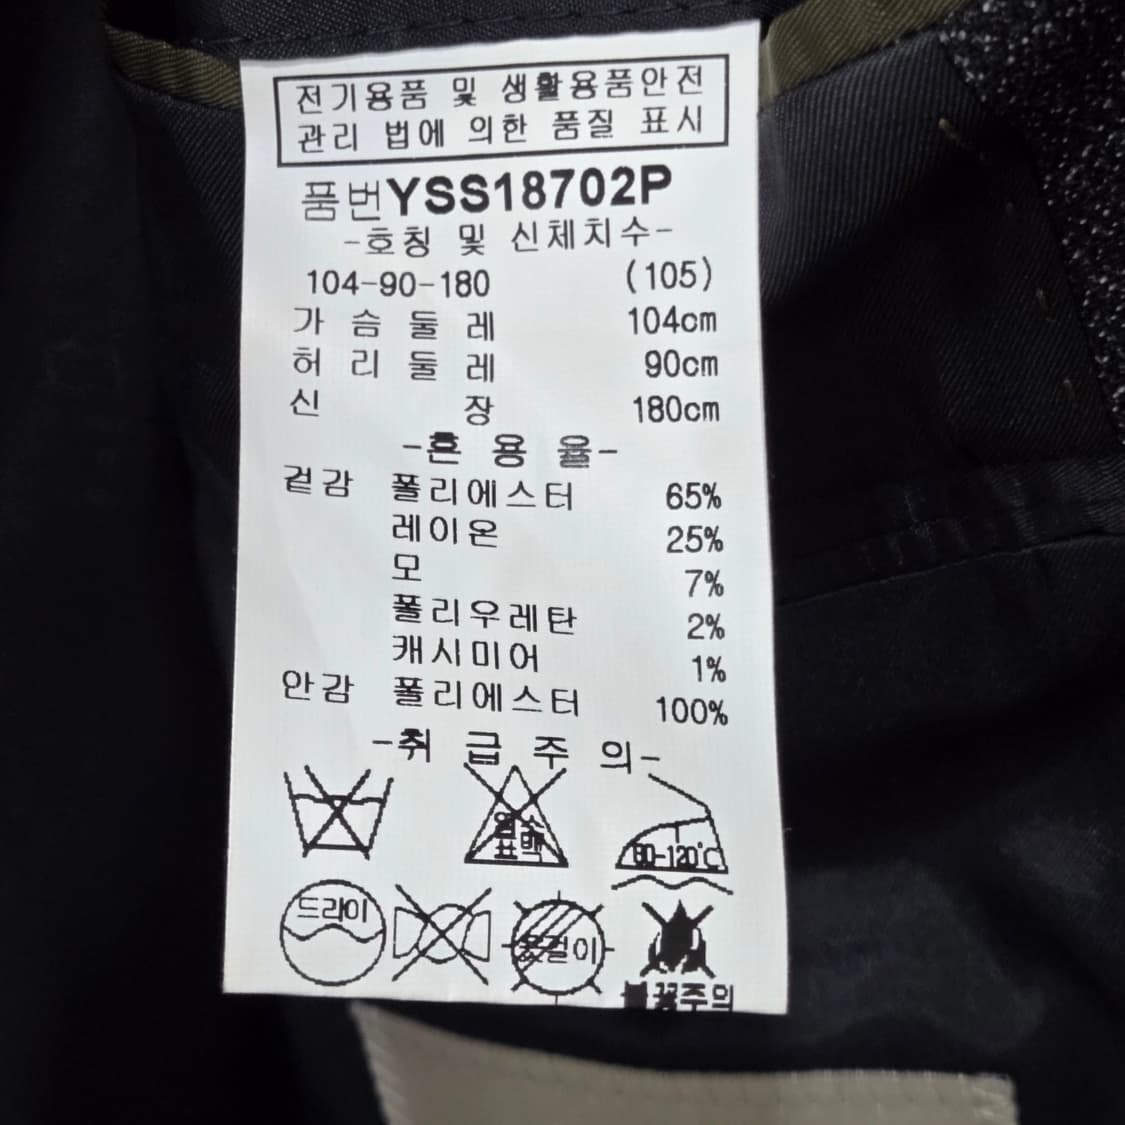 전기용품 및 생활용품안전
관리 법에 의한 품질 표시
품번YSS18702P
-호칭 및 신체치수-
104-90-180 (105)
가슴둘레 104cm
허리둘레 90cm
신장 180cm
-흔용율-
겉감 폴리에스터 65%
레이온 25%
모 7%
폴리우레탄 2%
캐시미어 1%
안감 폴리에스터 100%
-취급주의-
염소
표백
80-120℃
드라이
옷걸이
불꽃주의